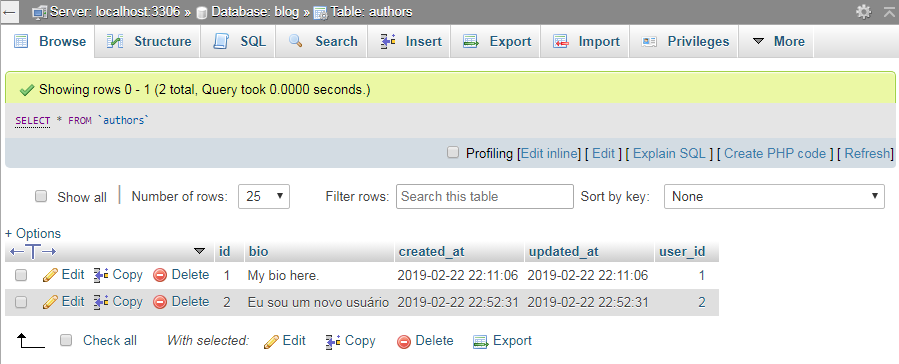 Server: localhost:3306 » Database: blog » Table: authors
Browse Structure SQL Search Insert Export Import Privileges More
Showing rows 0 - 1 (2 total, Query took 0.0000 seconds.)
SELECT * FROM `authors`
Profiling [Edit inline] [ Edit ] [ Explain SQL ] [ Create PHP code ] [ Refresh]
Show all | Number of rows: 25 Filter rows: Search this table Sort by key: None
+ Options
←T→ id bio created_at updated_at user_id
Edit Copy Delete 1 My bio here. 2019-02-22 22:11:06 2019-02-22 22:11:06 1
Edit Copy Delete 2 Eu sou um novo usuário 2019-02-22 22:52:31 2019-02-22 22:52:31 2
Check all With selected: Edit Copy Delete Export